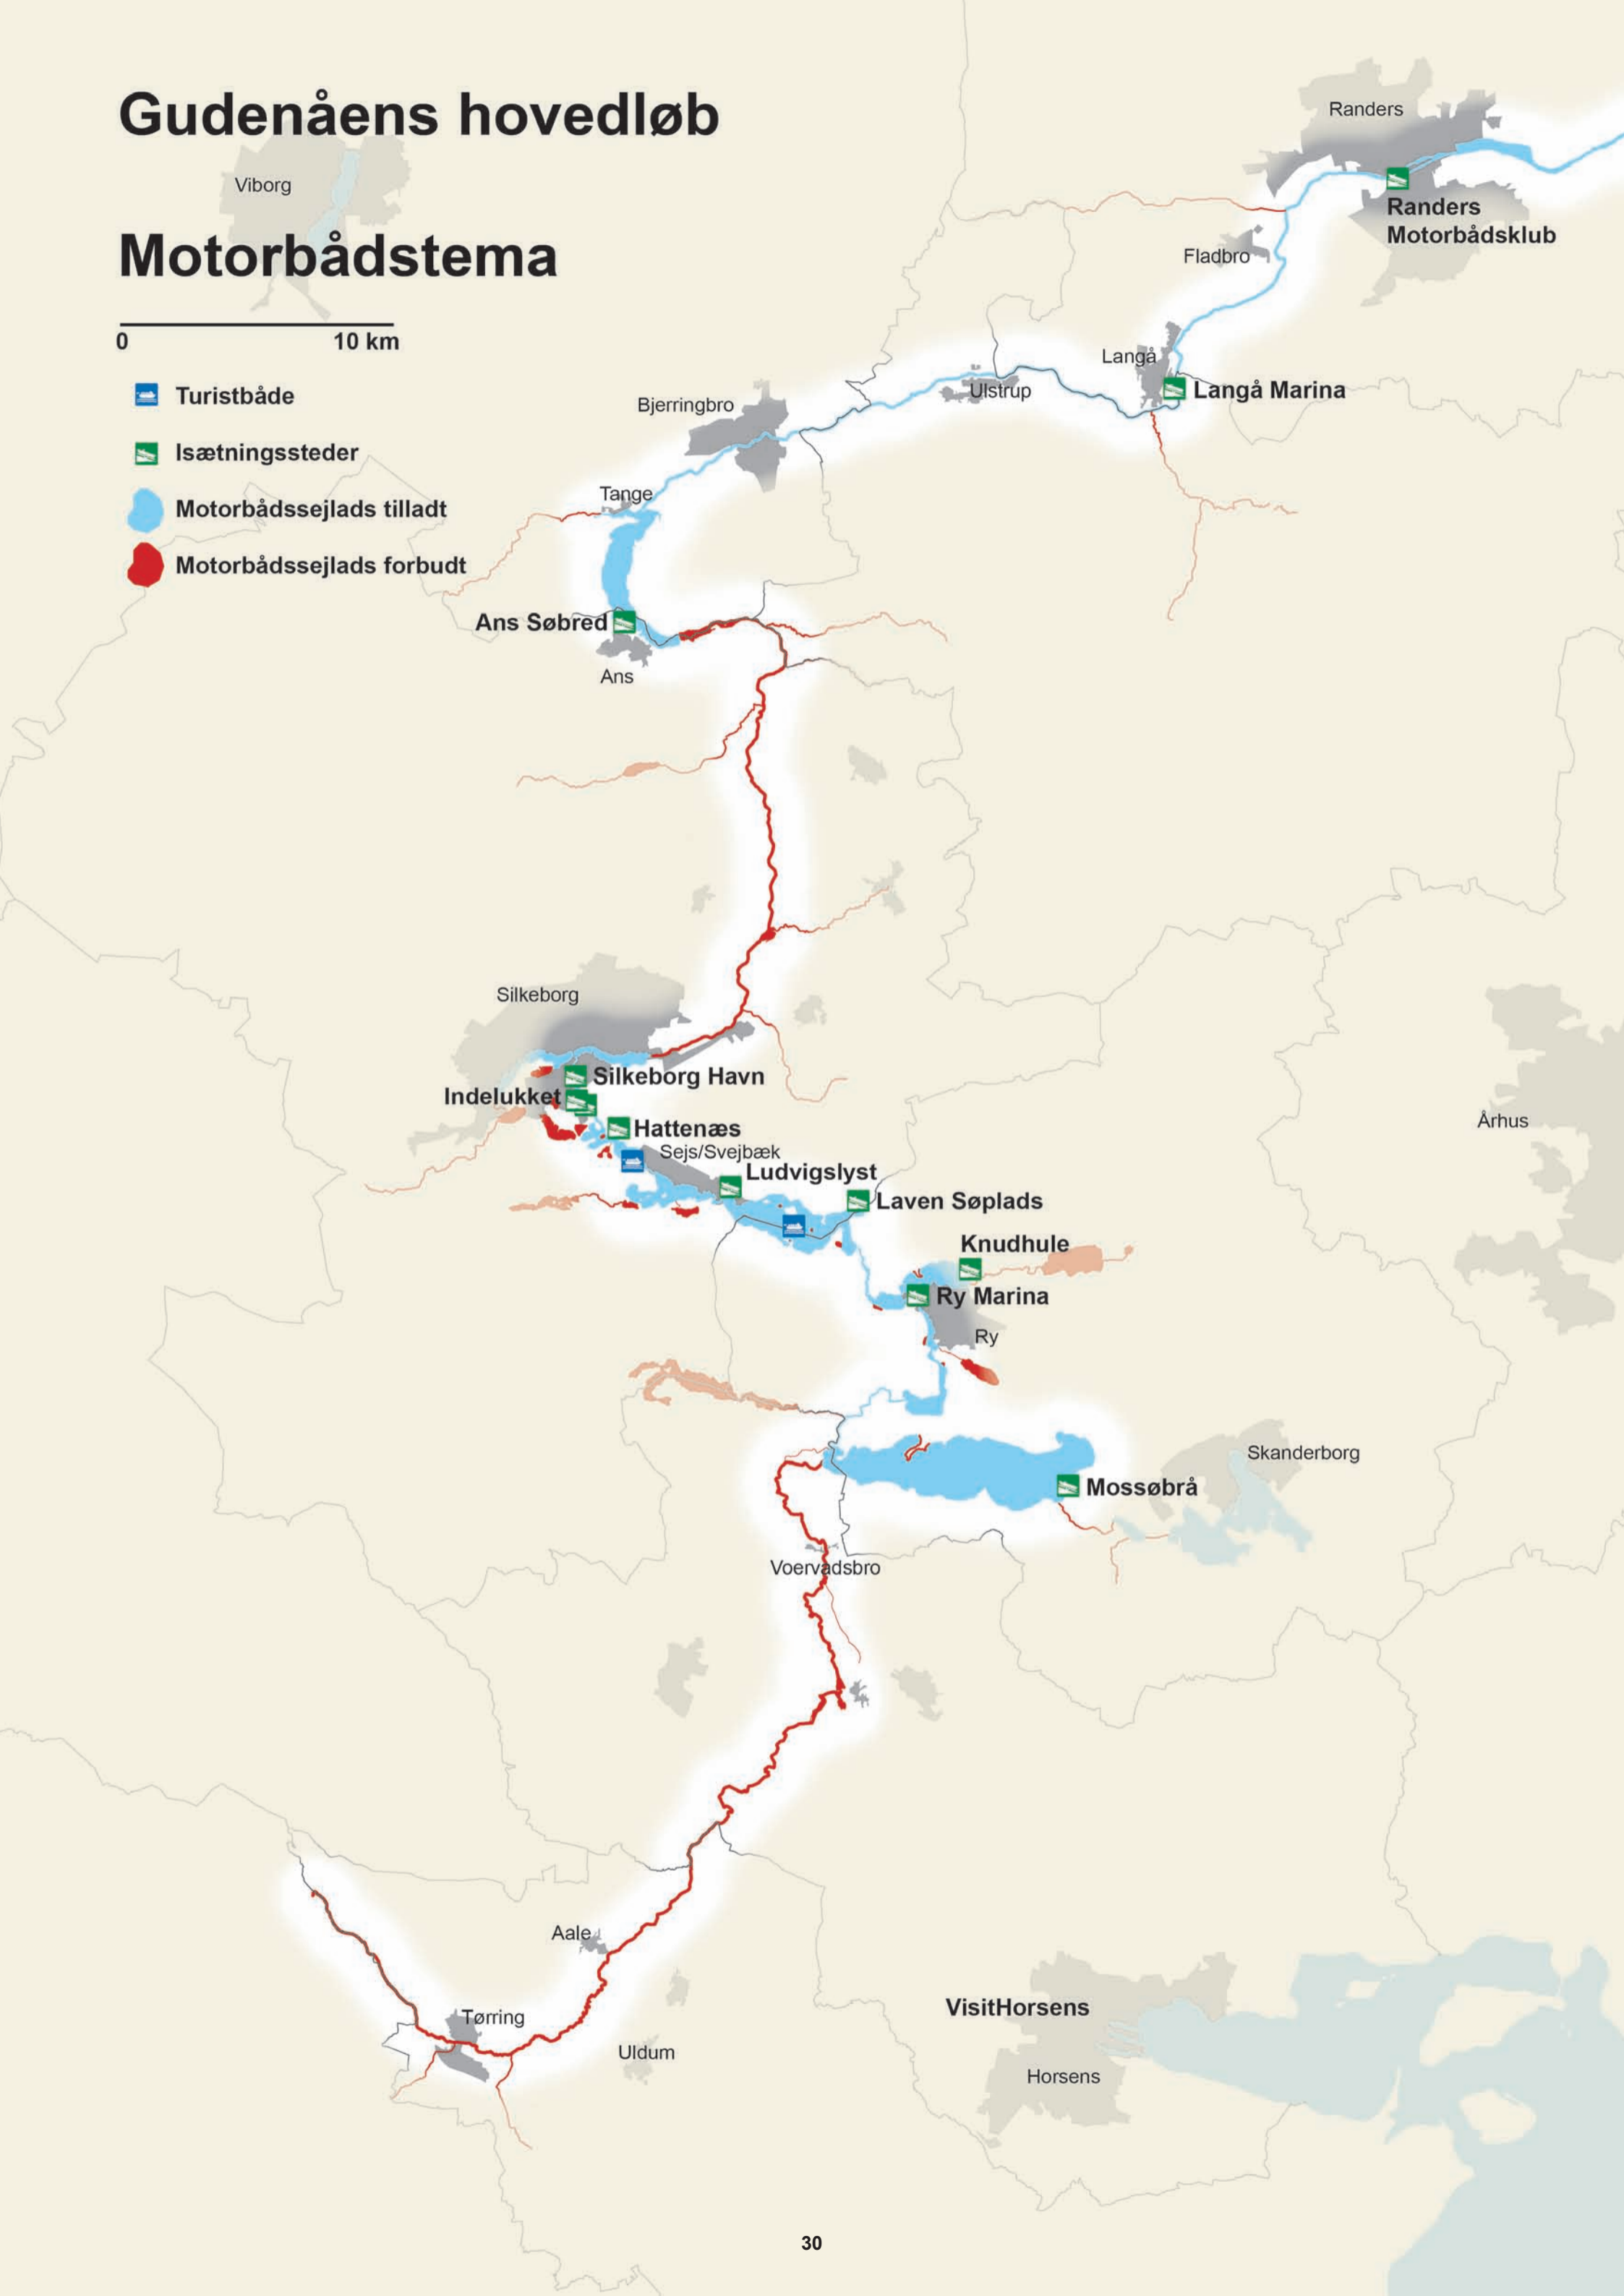 Gudenåens hovedløb
Viborg
Motorbådstema
0 10 km
Turistbåde
Isætningssteder
Motorbådssejlads tilladt
Motorbådssejlads forbudt
Randers
Randers
Motorbådsklub
Fladbro
Langå
Langå Marina
Ulstrup
Bjerringbro
Tange
Ans Søbred
Ans
Silkeborg
Silkeborg Havn
Indelukket
Hattenæs
Sejs/Svejbæk
Ludvigslyst
Laven Søplads
Århus
Knudhule
Ry Marina
Ry
Skanderborg
Mossøbrå
Voervadsbro
Aale
Tørring
Uldum
VisitHorsens
Horsens
30